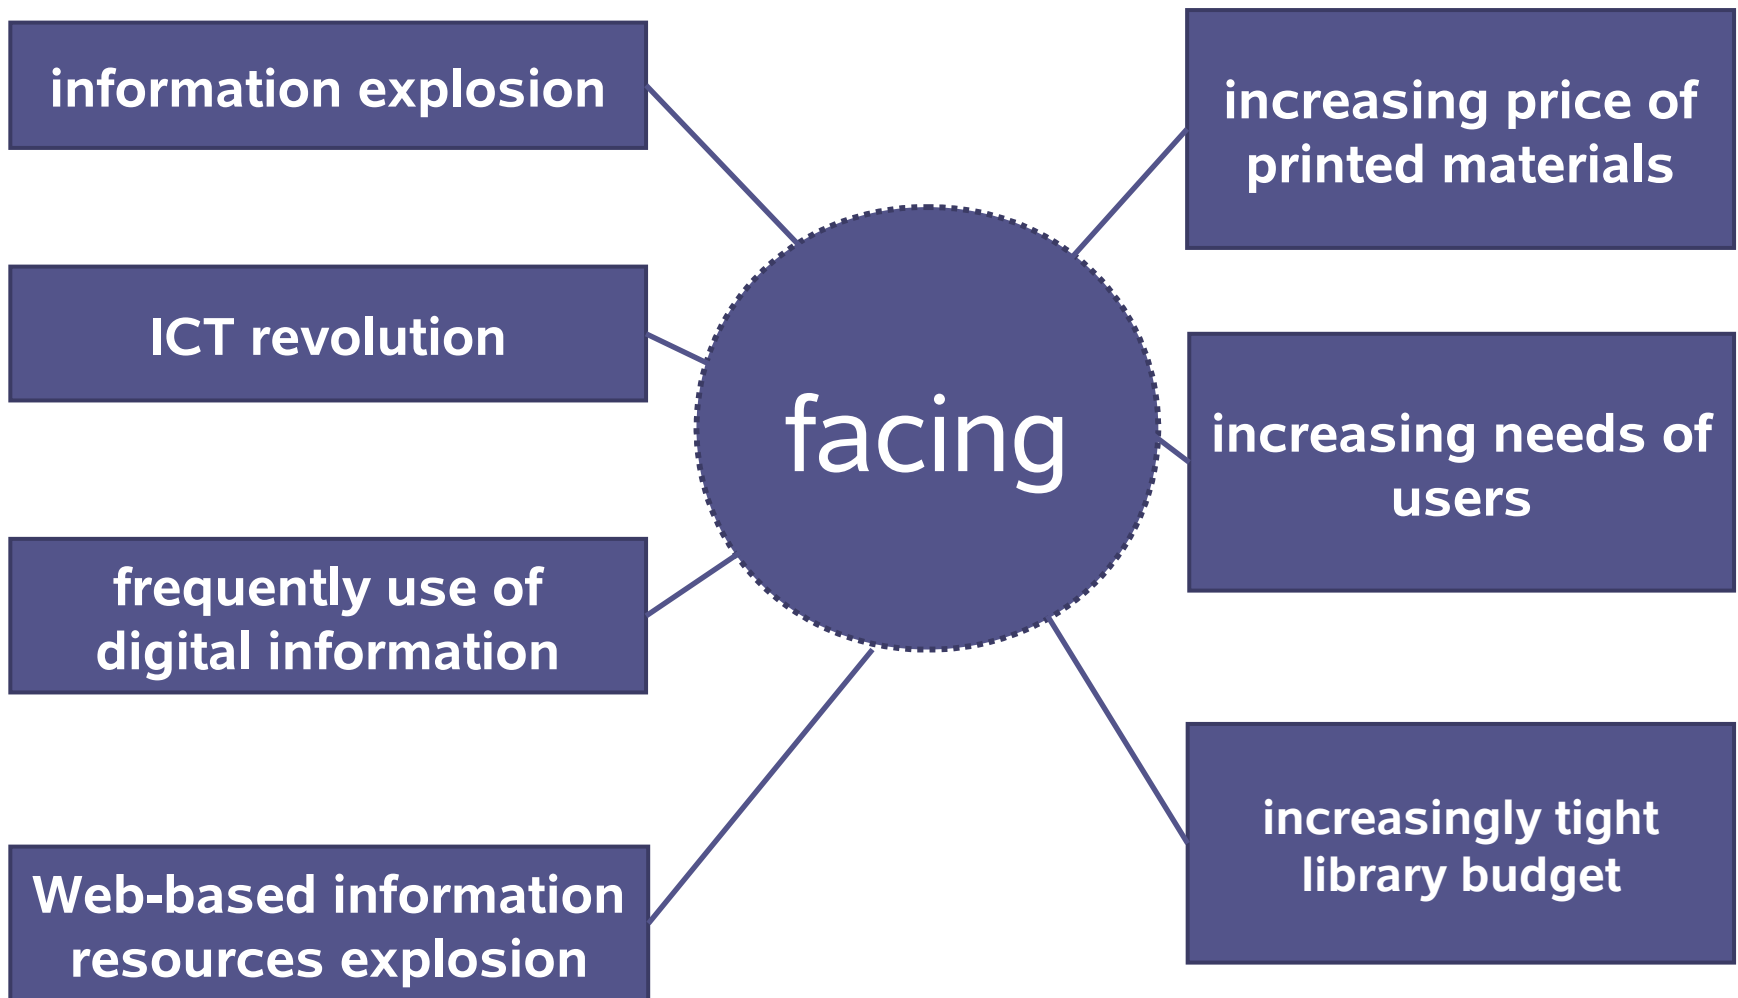 information explosion
ICT revolution
frequently use of
digital information
Web-based information
resources explosion
facing
increasing price of
printed materials
increasing needs of
users
increasingly tight
library budget